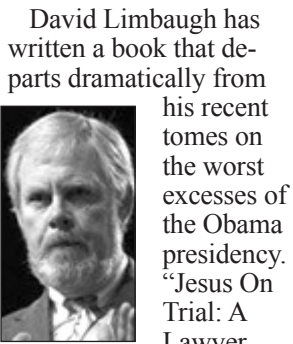 David Limbaugh has
written a book that de-
parts dramatically from
his recent
tomes on
the worst
excesses of
the Obama
presidency.
“Jesus On
Trial: A
Lawyer